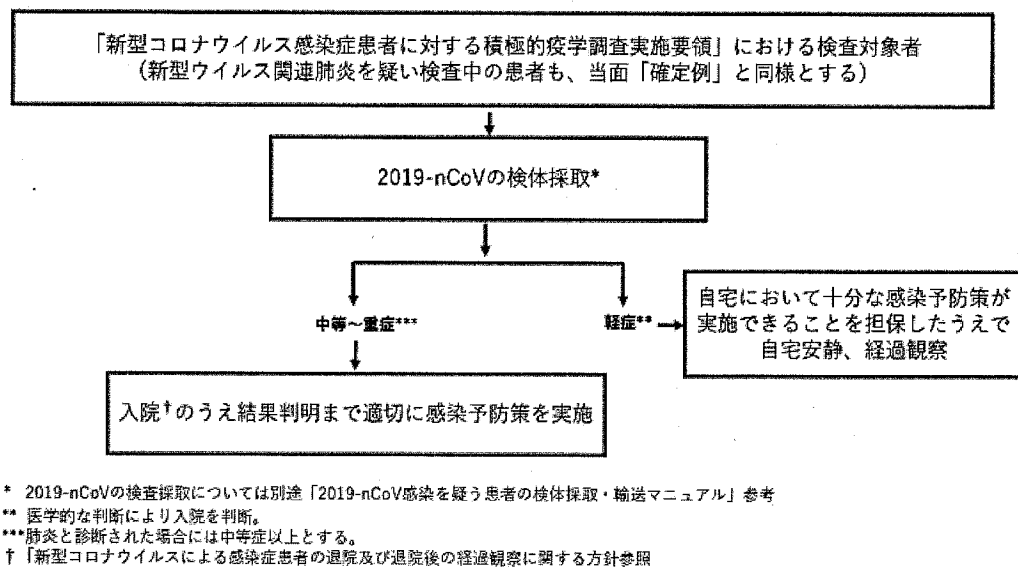 「新型コロナウイルス感染症患者に対する積極的疫学調査実施要領」における検査対象者
(新型ウイルス関連肺炎を疑い検査中の患者も、当面「確定例」と同様とする)
2019-nCoVの検体採取*
中等～重症***
軽症**
自宅において十分な感染予防策が
実施できることを担保したうえで
自宅安静、経過観察
入院†のうえ結果判明まで適切に感染予防策を実施
* 2019-nCoVの検査採取については別途「2019-nCoV感染を疑う患者の検体採取・輸送マニュアル」参考
** 医学的な判断により入院を判断。
***肺炎と診断された場合には中等症以上とする。
† 「新型コロナウイルスによる感染症患者の退院及び退院後の経過観察に関する方針参照